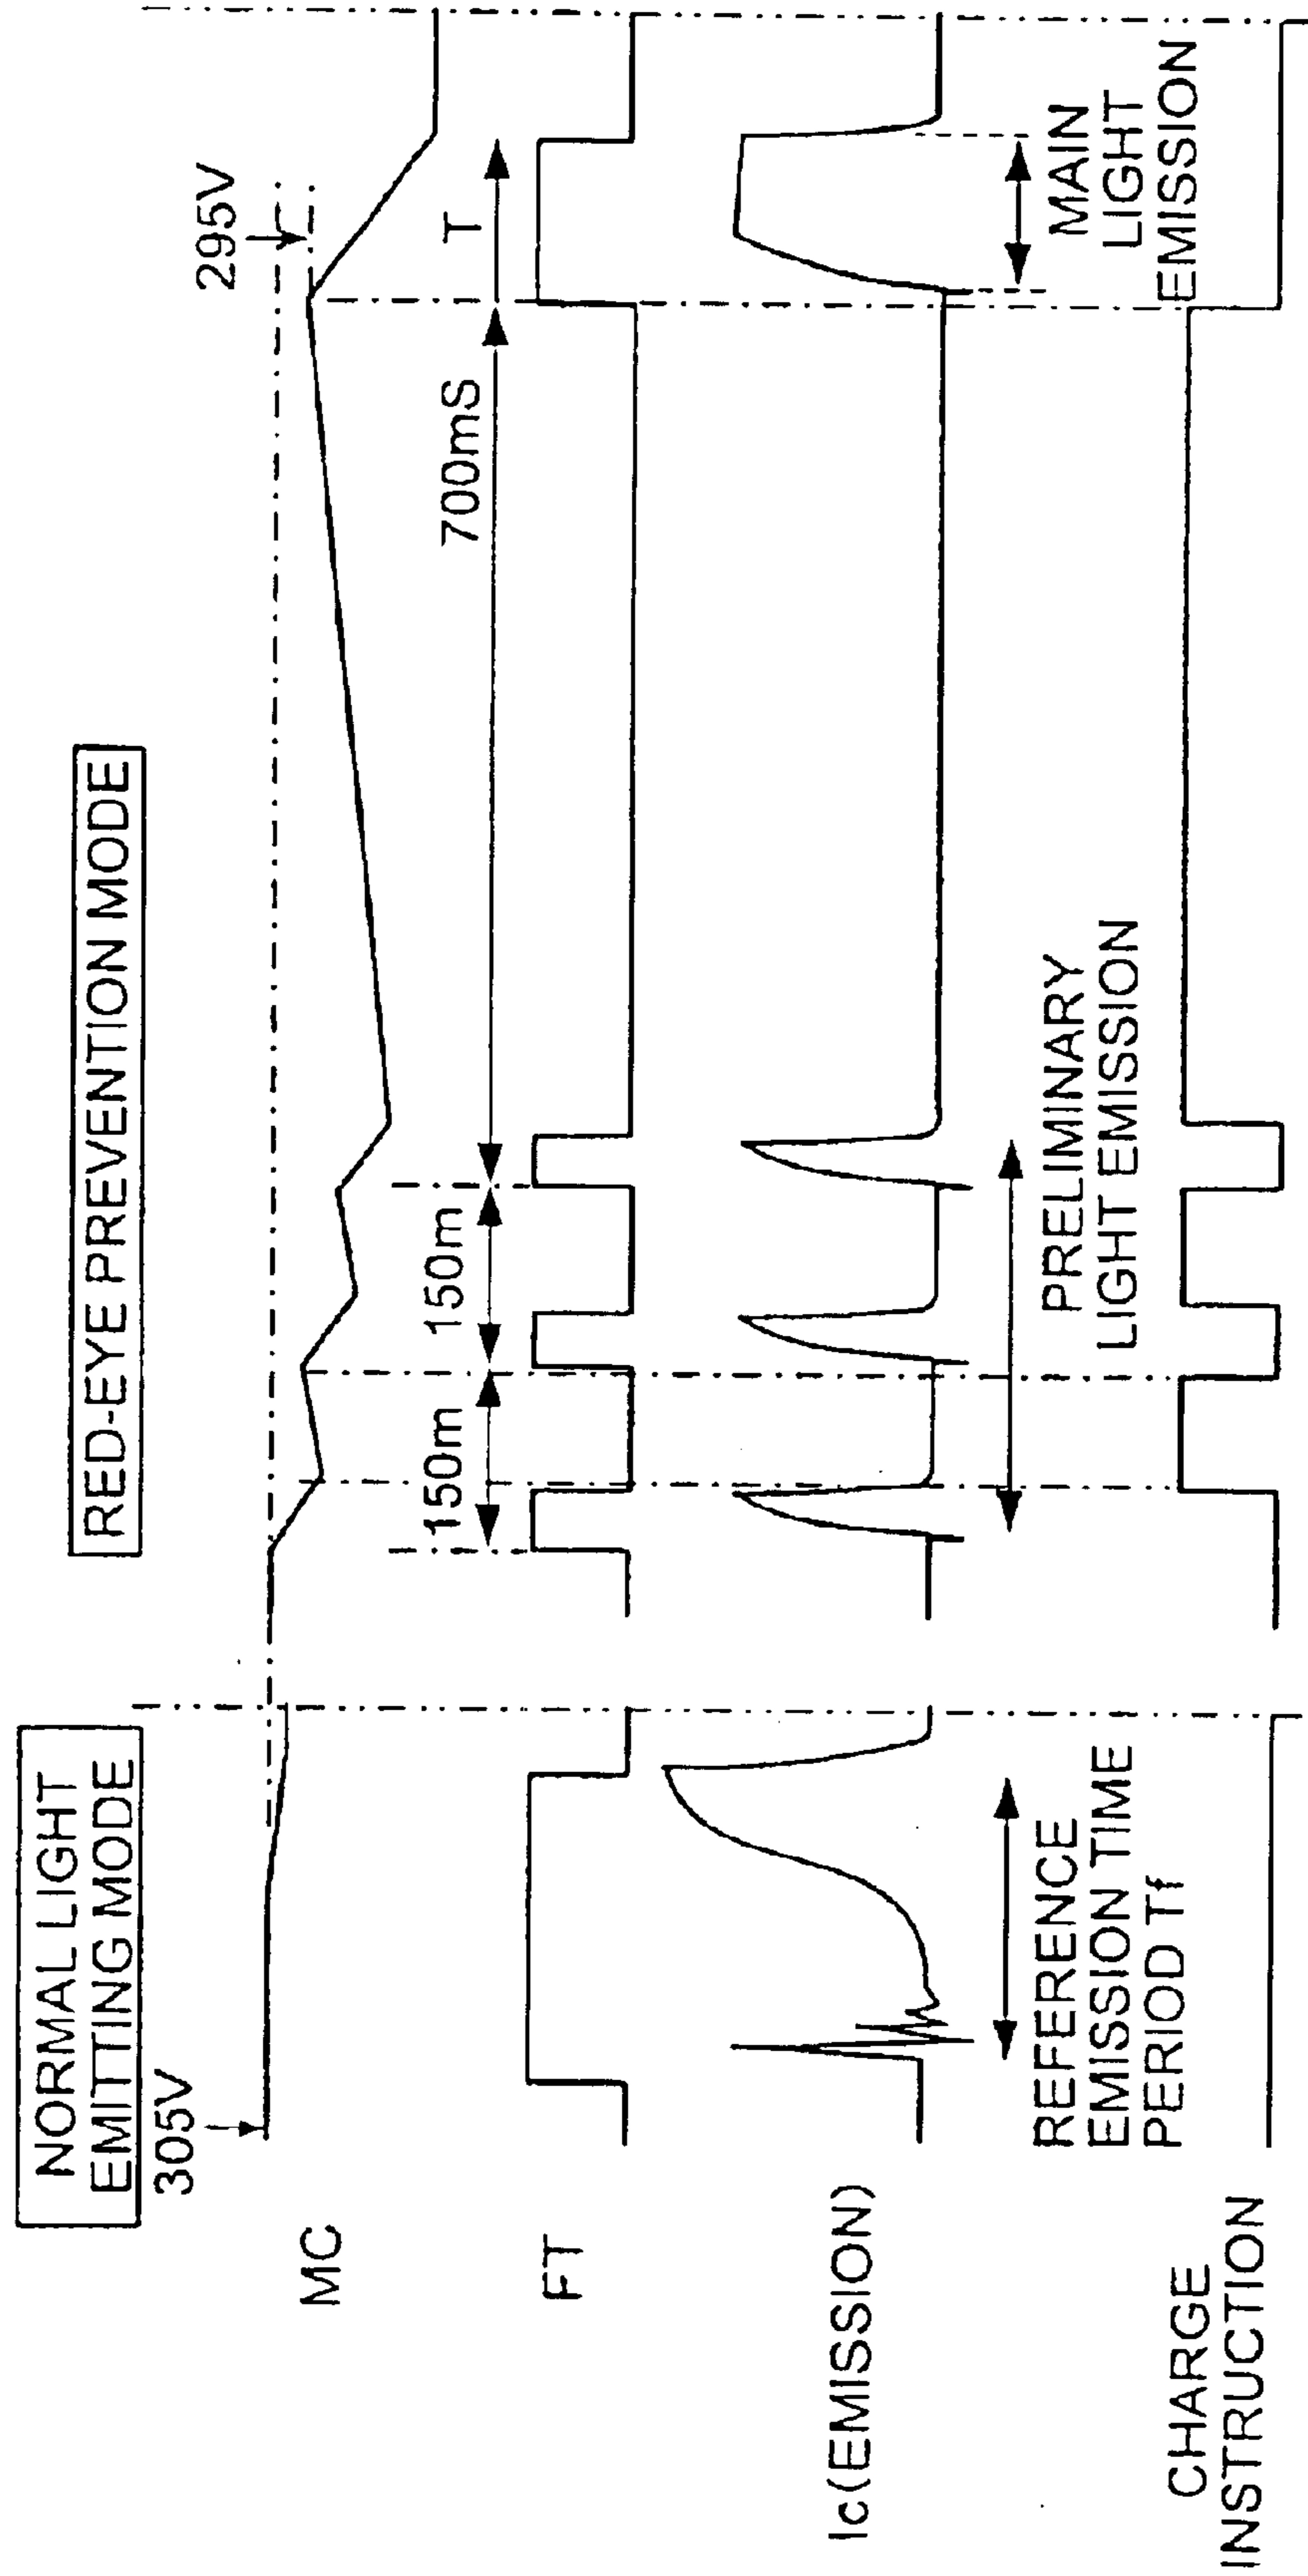 NORMAL LIGHT
EMITTING MODE
RED-EYE PREVENTION MODE
305V
295V
MC
150m
150m
700mS
T
FT
Ic(EMISSION)
REFERENCE
EMISSION TIME
PERIOD Tf
PRELIMINARY
LIGHT EMISSION
MAIN
LIGHT
EMISSION
CHARGE
INSTRUCTION